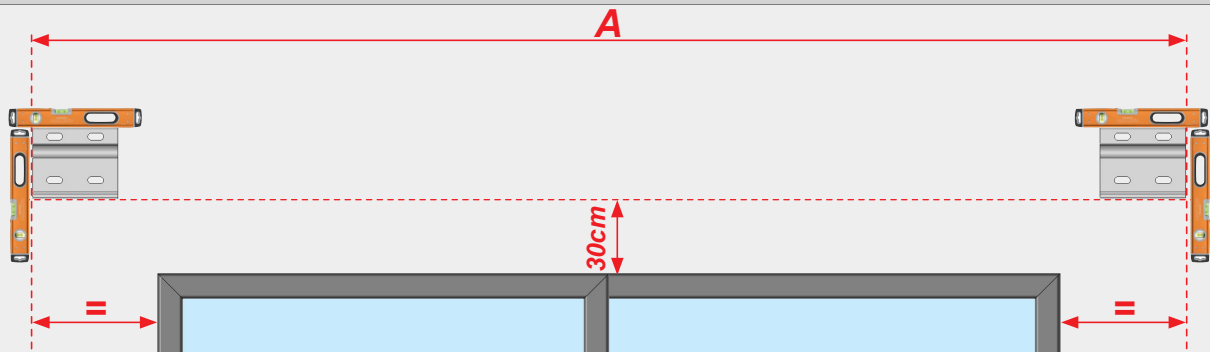 A
30cm
= =